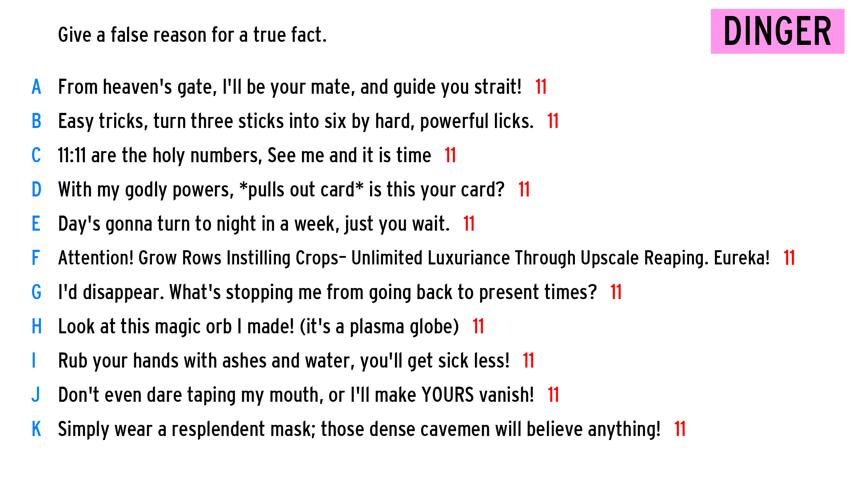 Give a false reason for a true fact.
DINGER
A From heaven's gate, I'll be your mate, and guide you strait! 11
B Easy tricks, turn three sticks into six by hard, powerful licks. 11
C 11:11 are the holy numbers, See me and it is time 11
D With my godly powers, *pulls out card* is this your card? 11
E Day's gonna turn to night in a week, just you wait. 11
F Attention! Grow Rows Instilling Crops– Unlimited Luxuriance Through Upscale Reaping. Eureka! 11
G I'd disappear. What's stopping me from going back to present times? 11
H Look at this magic orb I made! (it's a plasma globe) 11
I Rub your hands with ashes and water, you'll get sick less! 11
J Don't even dare taping my mouth, or I'll make YOURS vanish! 11
K Simply wear a resplendent mask; those dense cavemen will believe anything! 11